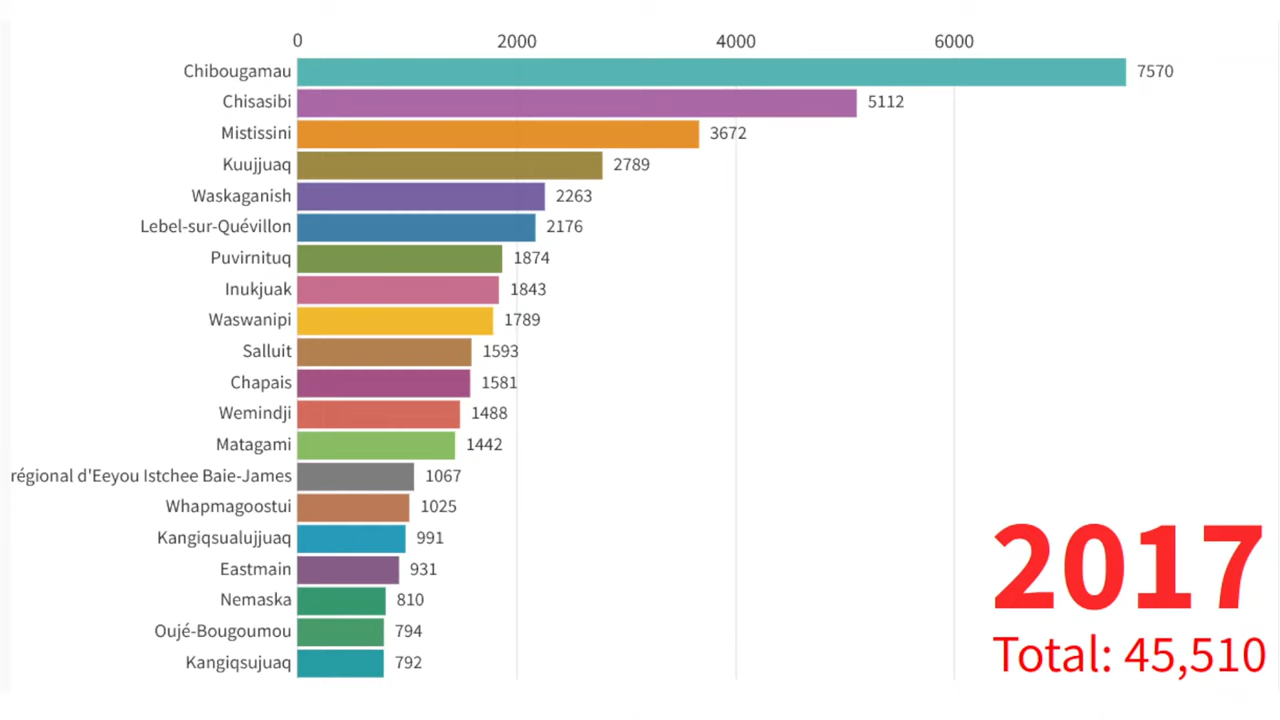 0 2000 4000 6000
Chibougamau 7570
Chisasibi 5112
Mistissini 3672
Kuujjuaq 2789
Waskaganish 2263
Lebel-sur-Quévillon 2176
Puvirnituq 1874
Inukjuak 1843
Waswanipi 1789
Salluit 1593
Chapais 1581
Wemindji 1488
Matagami 1442
régional d'Eeyou Istchee Baie-James 1067
Whapmagoostui 1025
Kangiqsualujjuaq 991
Eastmain 931
Nemaska 810
Oujé-Bougoumou 794
Kangiqsujuaq 792
2017
Total: 45,510